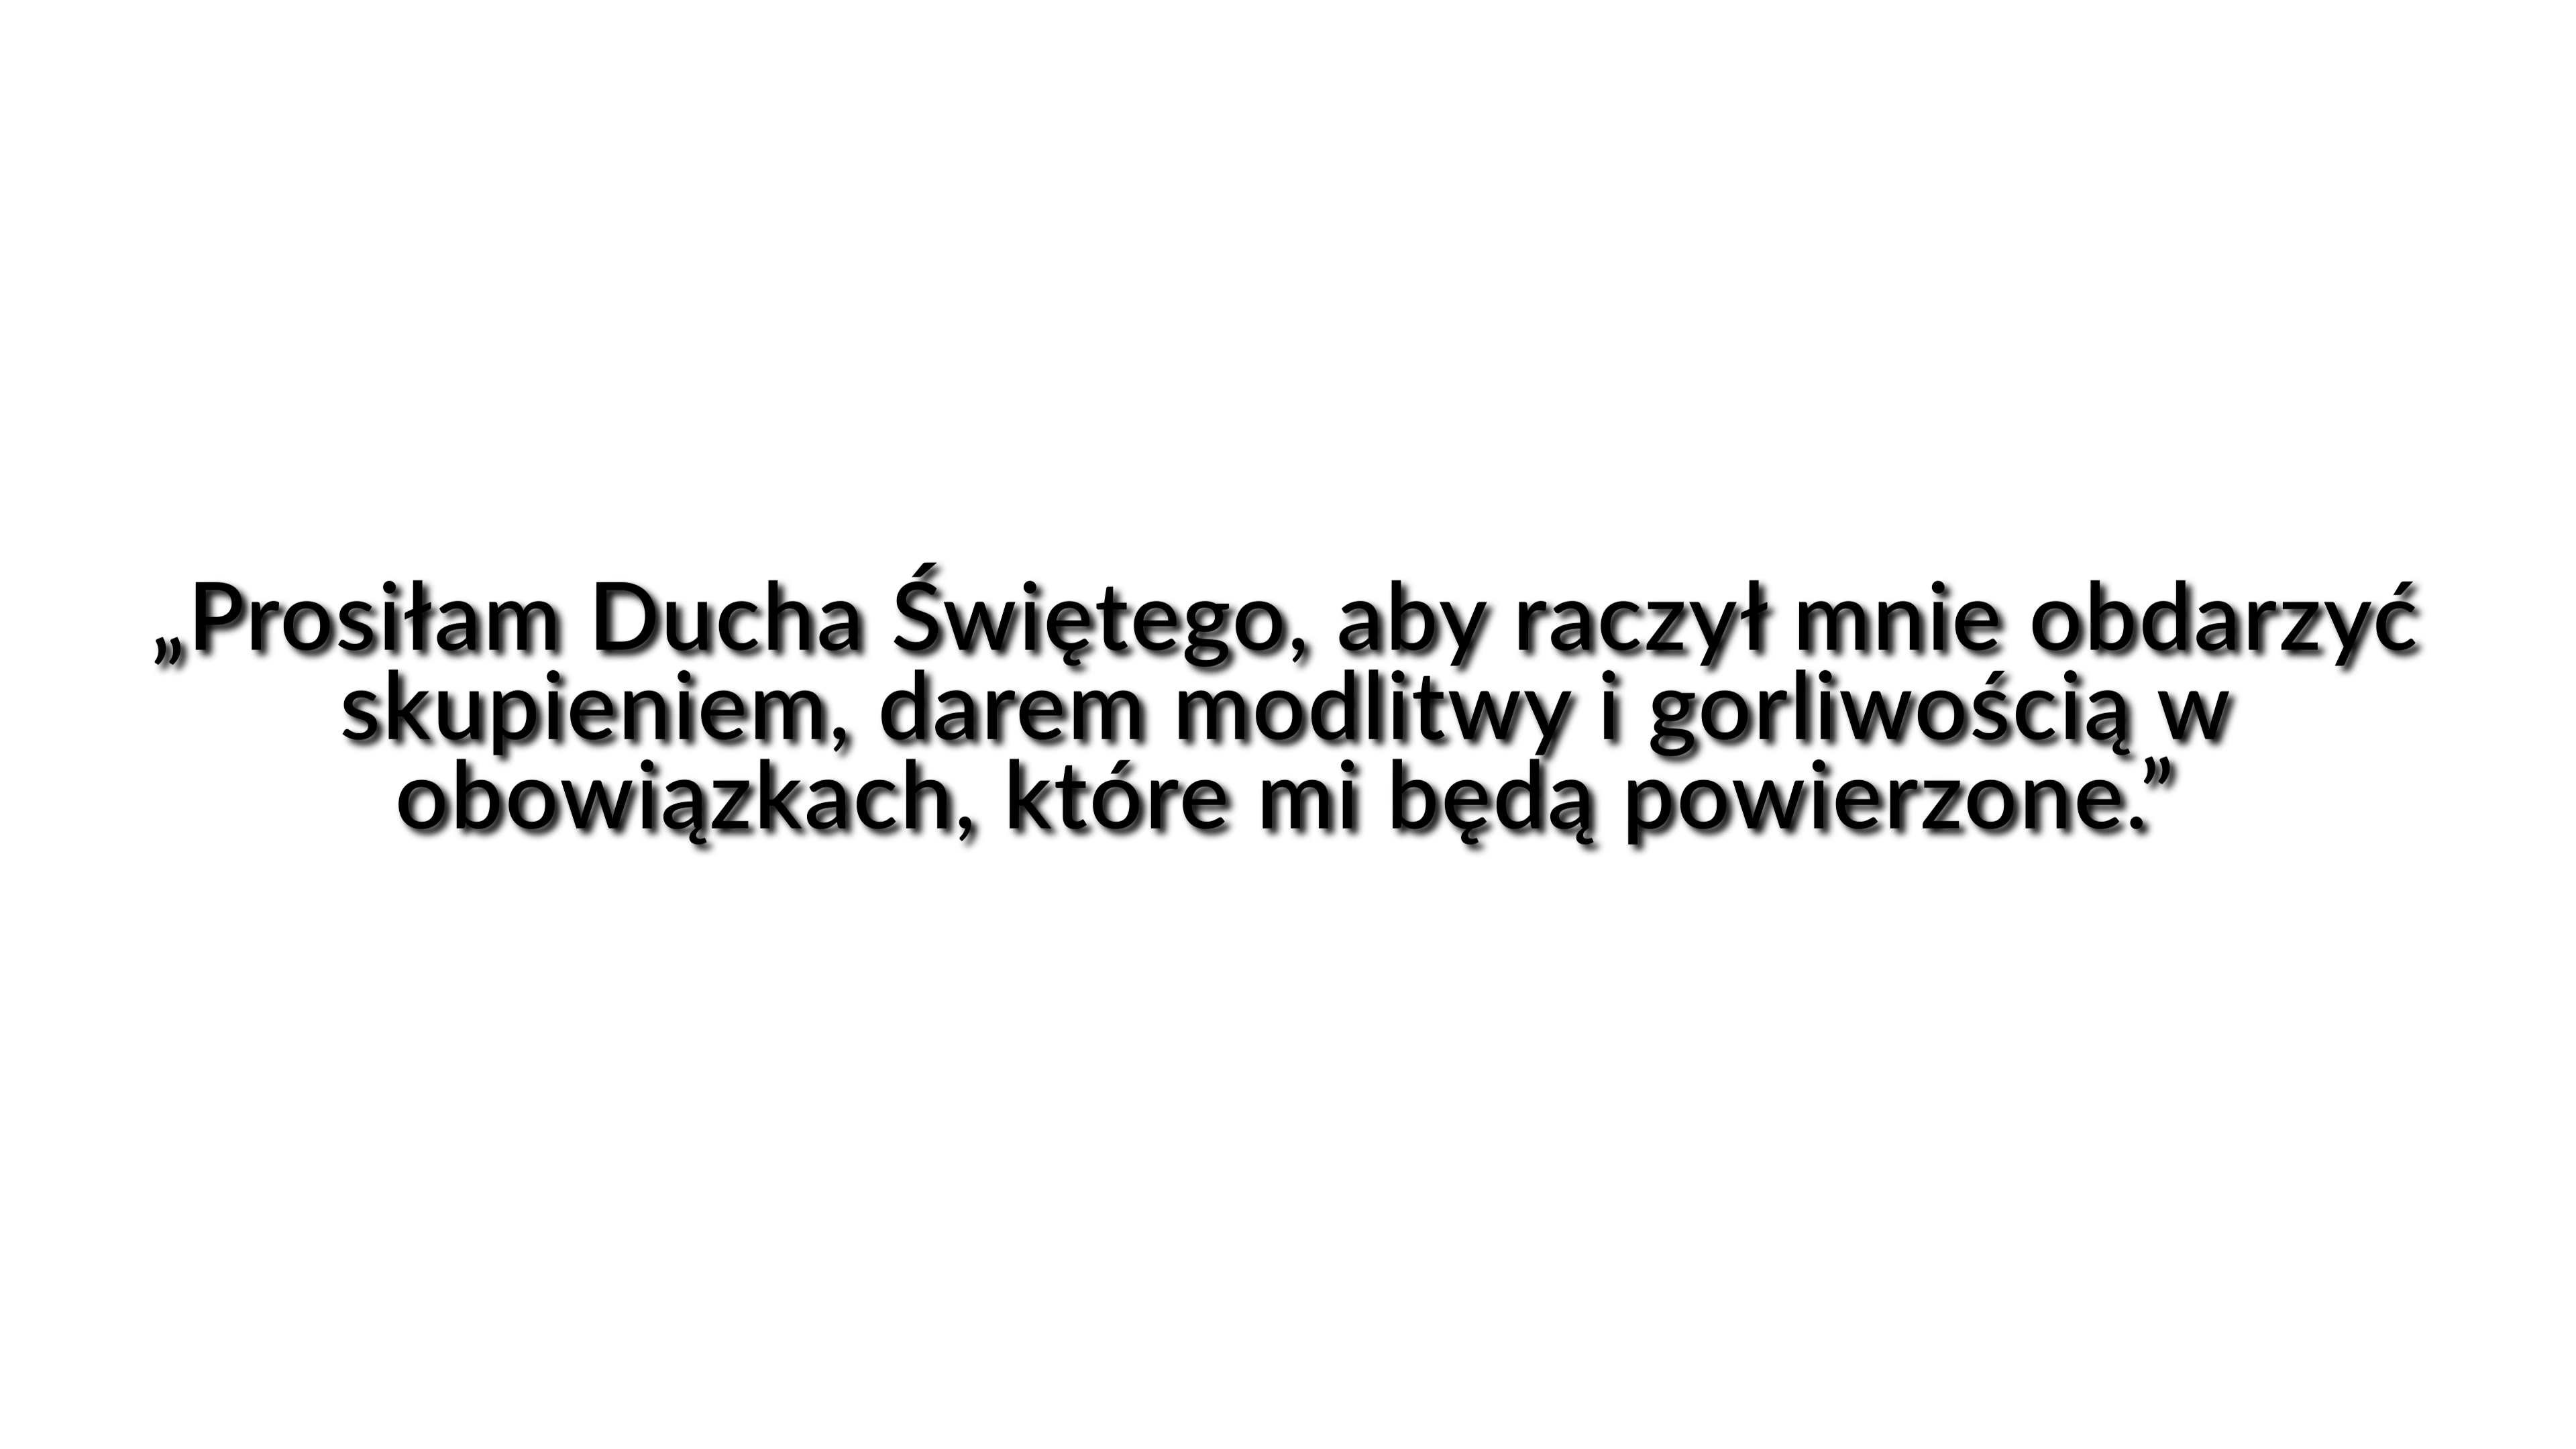 „Prosiłam Ducha Świętego, aby raczył mnie obdarzyć
skupieniem, darem modlitwy i gorliwością w
obowiązkach, które mi będą powierzone.”